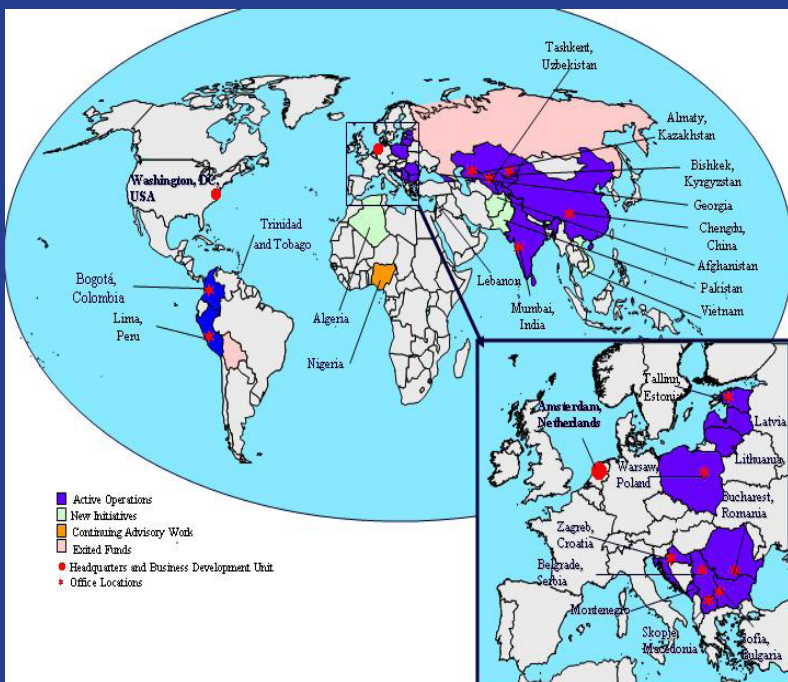 Tashkent,
Uzbekistan
Almaty,
Kazakhstan
Bishkek,
Kyrgyzstan
Georgia
Chengdu,
China
Afghanistan
Pakistan
Vietnam
Washington, DC,
USA
Trinidad
and Tobago
Lebanon
Bogotá,
Colombia
Lima,
Peru
Algeria
Nigeria
Mumbai,
India
Tallinn,
Estonia
Latvia
Lithuania
Amsterdam,
Netherlands
Warsaw,
Poland
Bucharest,
Romania
Zagreb,
Croatia
Belgrade,
Serbia
Montenegro
Skopje,
Macedonia
Sofia,
Bulgaria
Active Operations
New Initiatives
Continuing Advisory Work
Exited Funds
Headquarters and Business Development Unit
Office Locations